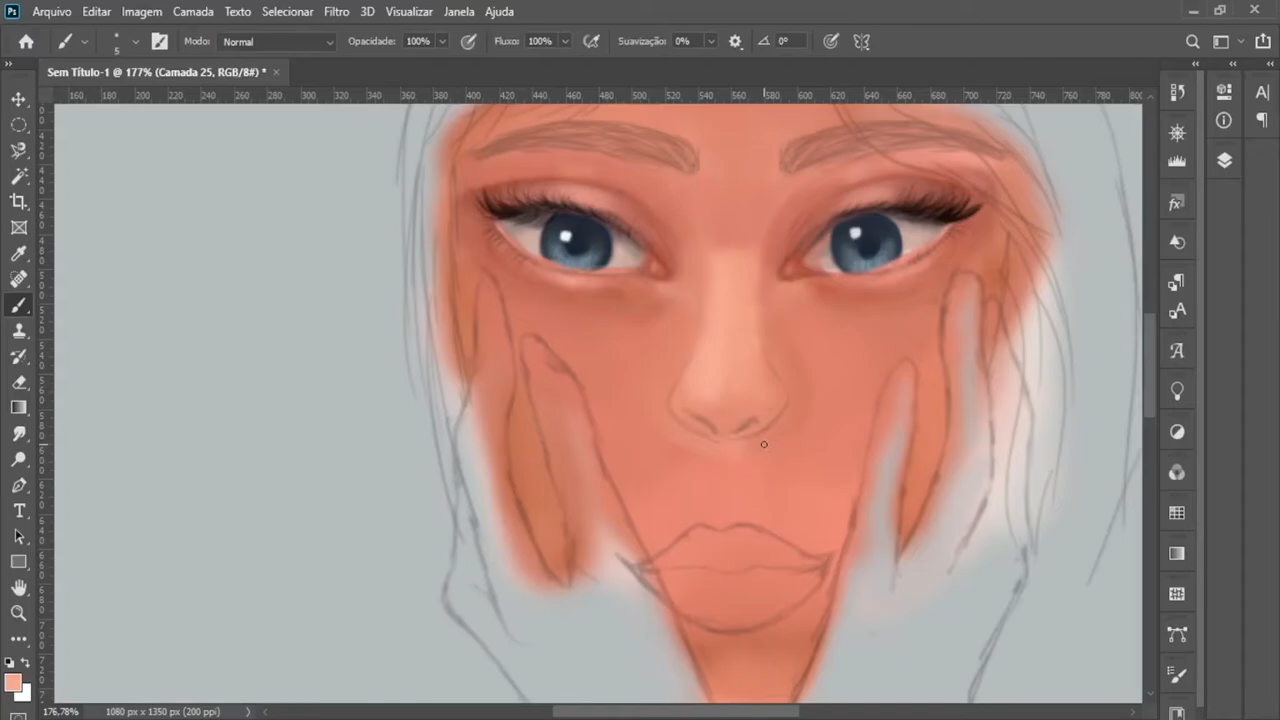 Ps Arquivo Editar Imagem Camada Texto Selecionar Filtro 3D Visualizar Janela Ajuda
5 Modo: Normal Opacidade: 100% Fluxo: 100% Suavização: 0% 0°
Sem Título-1 @ 177% (Camada 25, RGB/8#) * ×
160 180 200 220 240 260 280 300 320 340 360 380 400 420 440 460 480 500 520 540 560 580 600 620 640 660 680 700 720 740 760 780 800
176,78% 1080 px x 1350 px (200 ppi)